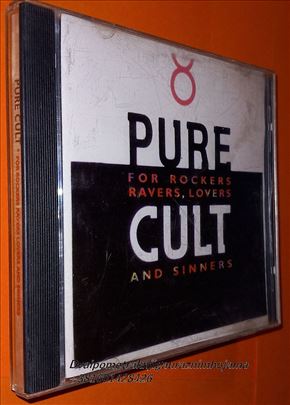 PURE
FOR ROCKERS
RAVERS, LOVERS
CULT
AND SINNERS
PURE CULT FOR ROCKERS RAVERS LOVERS AND SINNERS